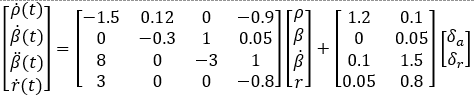 [ρ̇(t) β̇(t) β̈(t) ṙ(t)] = [−1.5 0.12 0 −0.9; 0 −0.3 1 0.05; 8 0 −3 1; 3 0 0 −0.8] [ρ β β̇ r] + [1.2 0.1; 0 0.05; 0.1 1.5; 0.05 0.8] [δₐ δᵣ]